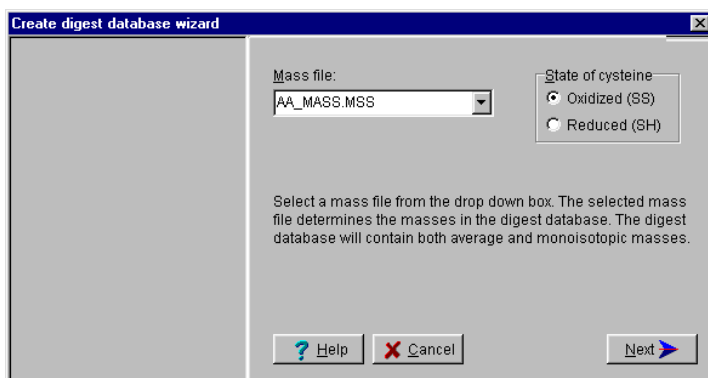 Create digest database wizard
Mass file:
AA_MASS.MSS
State of cysteine
Oxidized (SS)
Reduced (SH)
Select a mass file from the drop down box. The selected mass
file determines the masses in the digest database. The digest
database will contain both average and monoisotopic masses.
? Help
Cancel
Next